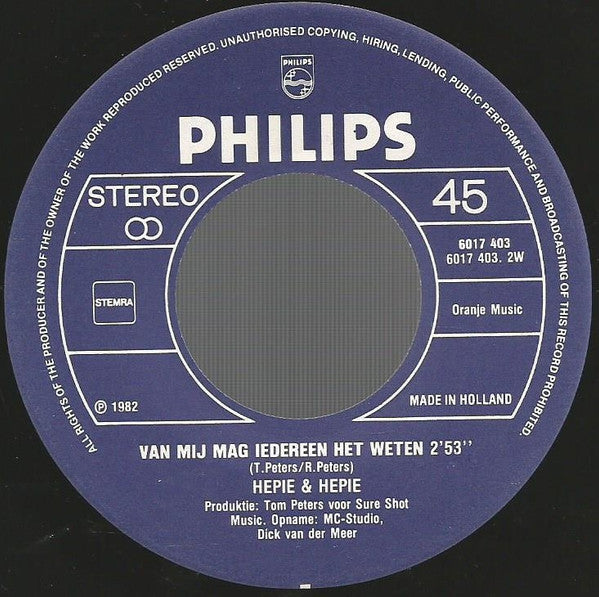 ALL RIGHTS OF THE PRODUCER AND OF THE OWNER OF THE WORK REPRODUCED RESERVED. UNAUTHORISED COPYING, HIRING, LENDING, PUBLIC PERFORMANCE AND BROADCASTING OF THIS RECORD PROHIBITED.
PHILIPS
PHILIPS
STEREO
45
6017 403
6017 403. 2W
STEMRA
Oranje Music
℗ 1982
MADE IN HOLLAND
VAN MIJ MAG IEDEREEN HET WETEN 2'53''
(T.Peters/R.Peters)
HEPIE & HEPIE
Produktie: Tom Peters voor Sure Shot
Music. Opname: MC-Studio,
Dick van der Meer